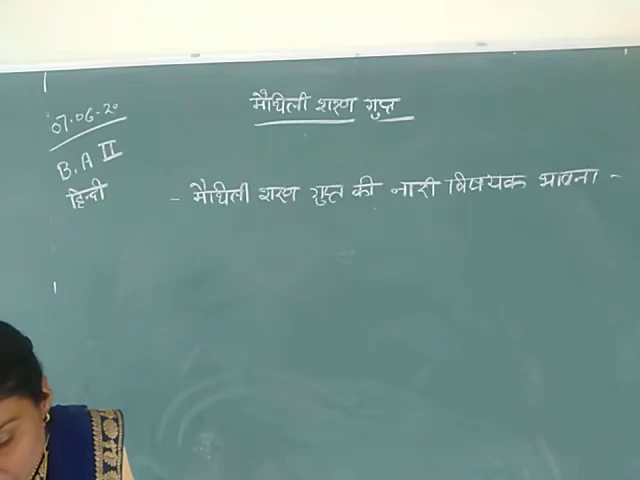 मैथिली शरण गुप्त
07.06.20
B.A II
हिन्दी
- मैथिली शरण गुप्त की नारी विषयक भावना -